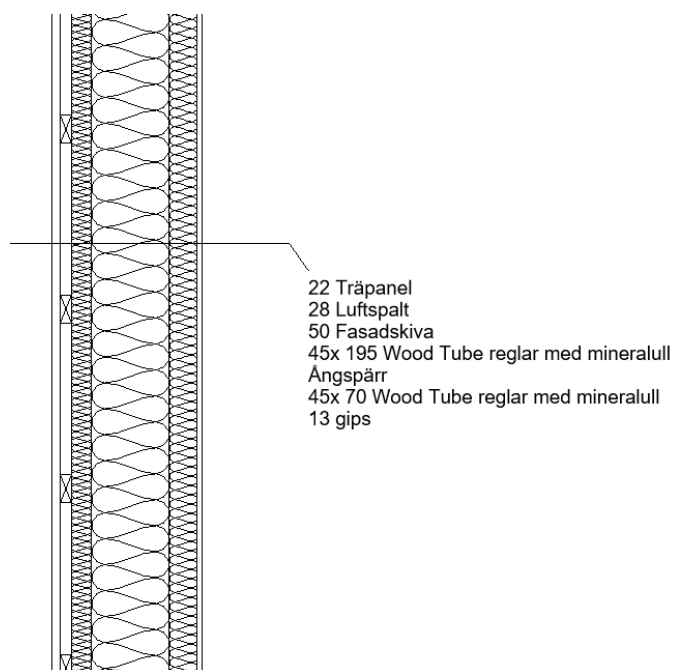 22 Träpanel
28 Luftspalt
50 Fasadskiva
45x 195 Wood Tube reglar med mineralull
Ångspärr
45x 70 Wood Tube reglar med mineralull
13 gips